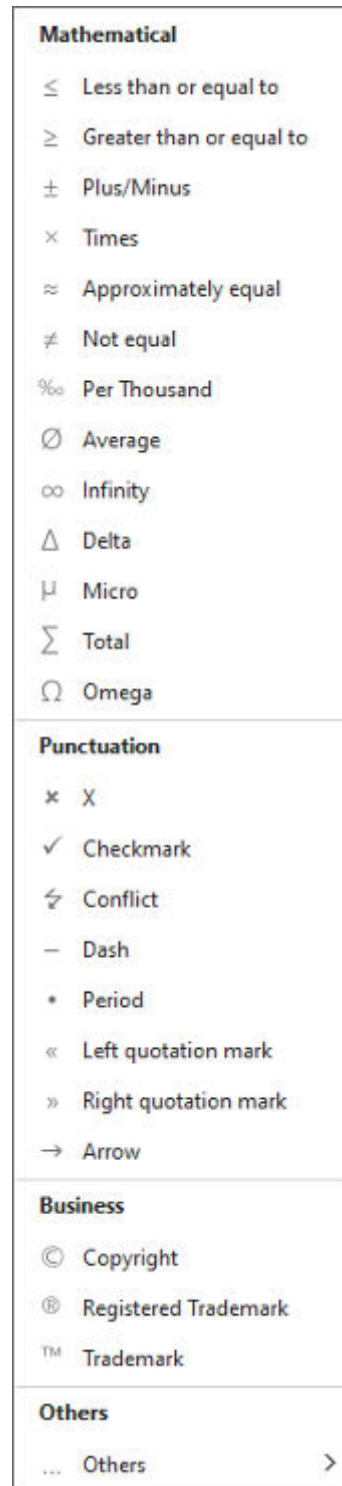 Mathematical
≤ Less than or equal to
≥ Greater than or equal to
± Plus/Minus
× Times
≈ Approximately equal
≠ Not equal
‰ Per Thousand
Ø Average
∞ Infinity
Δ Delta
µ Micro
∑ Total
Ω Omega
Punctuation
× X
✓ Checkmark
↯ Conflict
– Dash
• Period
« Left quotation mark
» Right quotation mark
→ Arrow
Business
© Copyright
® Registered Trademark
™ Trademark
Others
... Others >